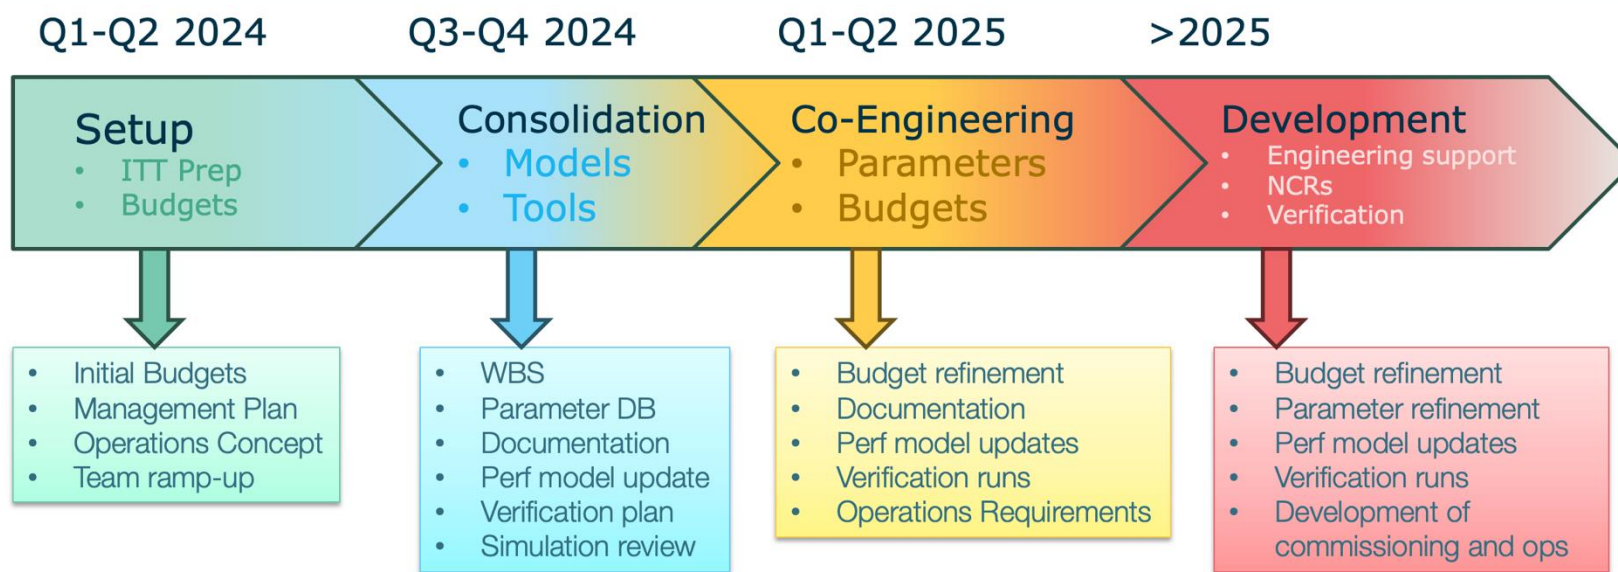 Q1-Q2 2024
Q3-Q4 2024
Q1-Q2 2025
>2025
Setup
• ITT Prep
• Budgets
Consolidation
• Models
• Tools
Co-Engineering
• Parameters
• Budgets
Development
• Engineering support
• NCRs
• Verification
• Initial Budgets
• Management Plan
• Operations Concept
• Team ramp-up
• WBS
• Parameter DB
• Documentation
• Perf model update
• Verification plan
• Simulation review
• Budget refinement
• Documentation
• Perf model updates
• Verification runs
• Operations Requirements
• Budget refinement
• Parameter refinement
• Perf model updates
• Verification runs
• Development of
commissioning and ops